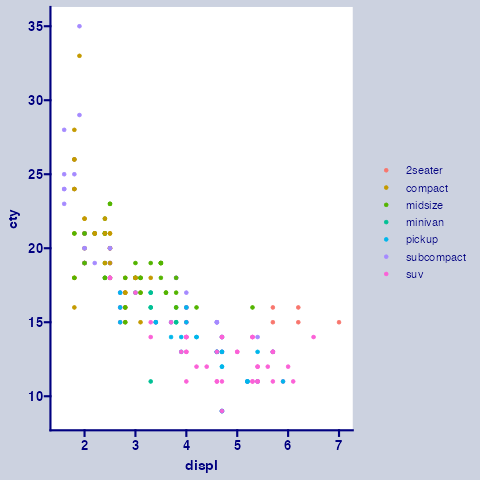 35
30
25
20
15
10
cty
2 3 4 5 6 7
displ
2seater
compact
midsize
minivan
pickup
subcompact
suv